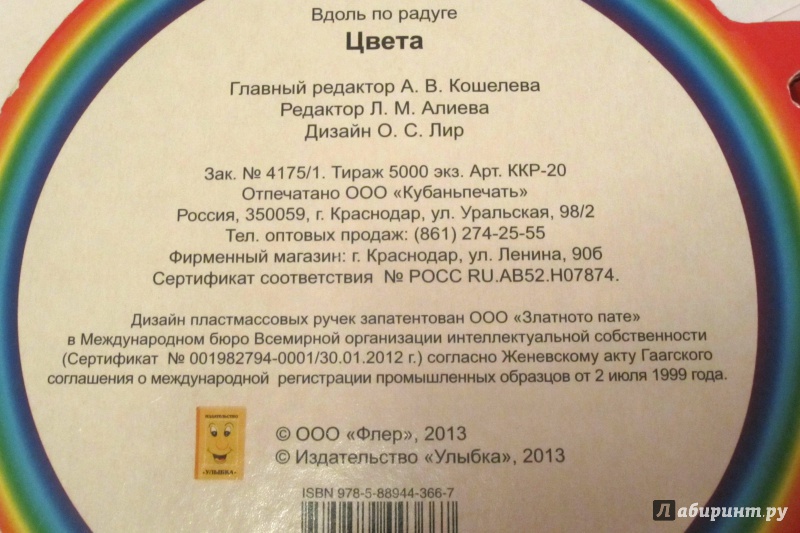 Вдоль по радуге
Цвета
Главный редактор А. В. Кошелева
Редактор Л. М. Алиева
Дизайн О. С. Лир
Зак. № 4175/1. Тираж 5000 экз. Арт. ККР-20
Отпечатано ООО «Кубаньпечать»
Россия, 350059, г. Краснодар, ул. Уральская, 98/2
Тел. оптовых продаж: (861) 274-25-55
Фирменный магазин: г. Краснодар, ул. Ленина, 90б
Сертификат соответствия № РОСС RU.АВ52.Н07874.
Дизайн пластмассовых ручек запатентован ООО «Златното пате»
в Международном бюро Всемирной организации интеллектуальной собственности
(Сертификат № 001982794-0001/30.01.2012 г.) согласно Женевскому акту Гаагского
соглашения о международной регистрации промышленных образцов от 2 июля 1999 года.
ИЗДАТЕЛЬСТВО
«УЛЫБКА»
© ООО «Флер», 2013
© Издательство «Улыбка», 2013
ISBN 978-5-88944-366-7
Лабиринт.ру